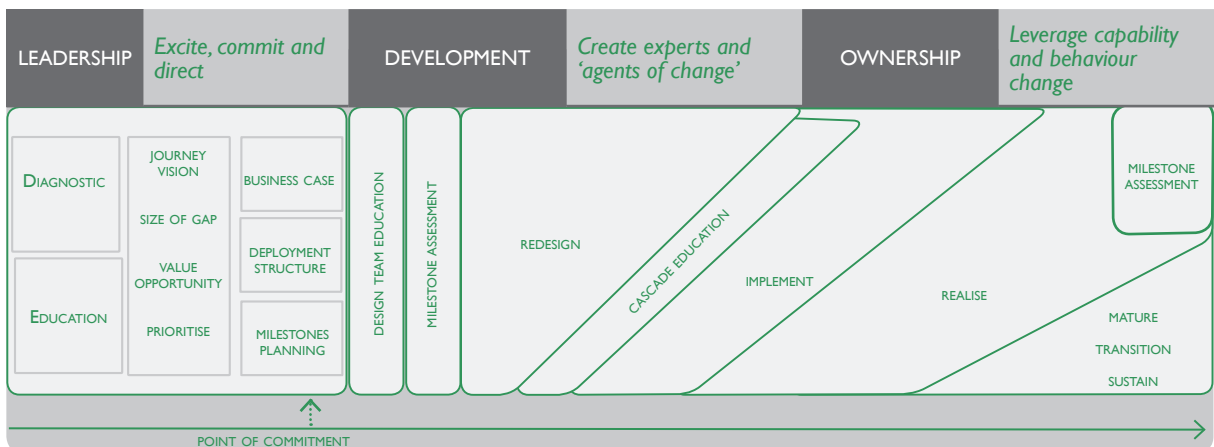 LEADERSHIP
Excite, commit and
direct
DEVELOPMENT
Create experts and
‘agents of change’
OWNERSHIP
Leverage capability
and behaviour
change
DIAGNOSTIC
EDUCATION
JOURNEY
VISION
SIZE OF GAP
VALUE
OPPORTUNITY
PRIORITISE
BUSINESS CASE
DEPLOYMENT
STRUCTURE
MILESTONES
PLANNING
DESIGN TEAM EDUCATION
MILESTONE ASSESSMENT
REDESIGN
CASCADE EDUCATION
IMPLEMENT
REALISE
MILESTONE
ASSESSMENT
MATURE
TRANSITION
SUSTAIN
POINT OF COMMITMENT